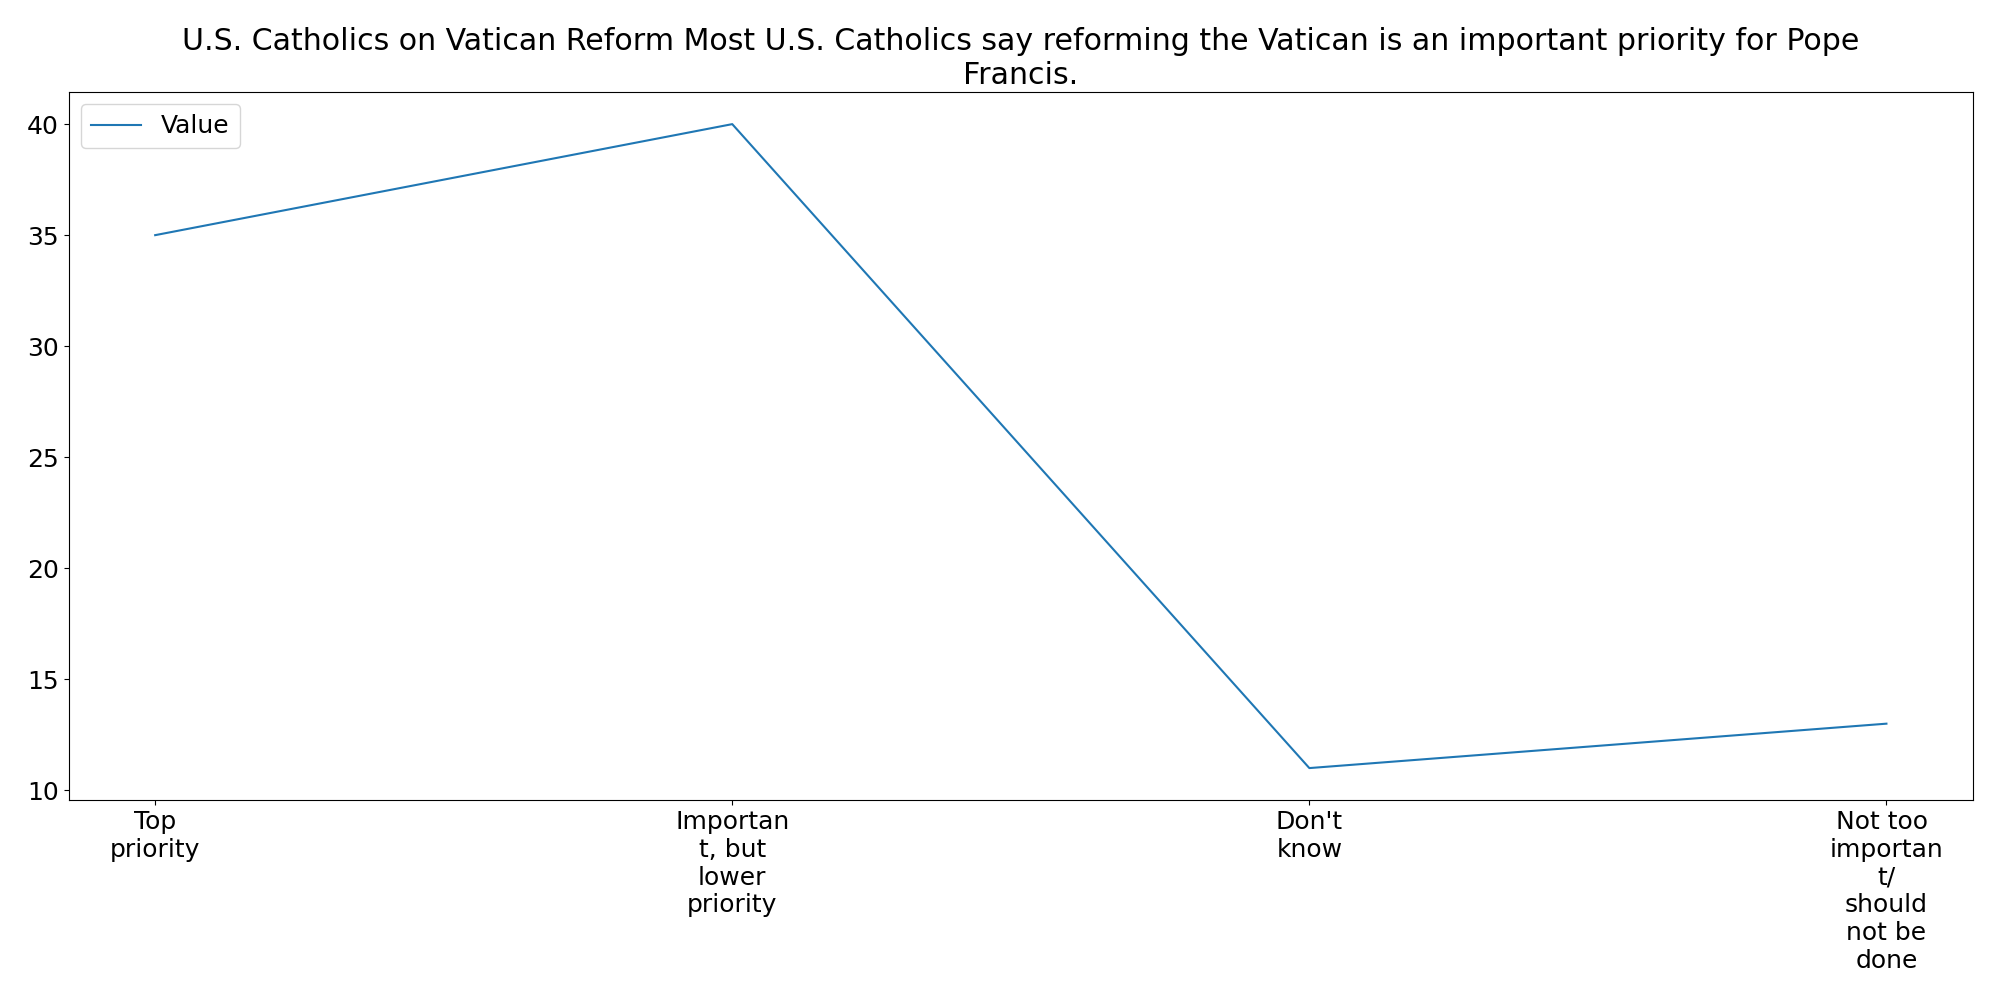 U.S. Catholics on Vatican Reform Most U.S. Catholics say reforming the Vatican is an important priority for Pope
Francis.
Value
40
35
30
25
20
15
10
Top
priority
Importan
t, but
lower
priority
Don't
know
Not too
importan
t/
should
not be
done